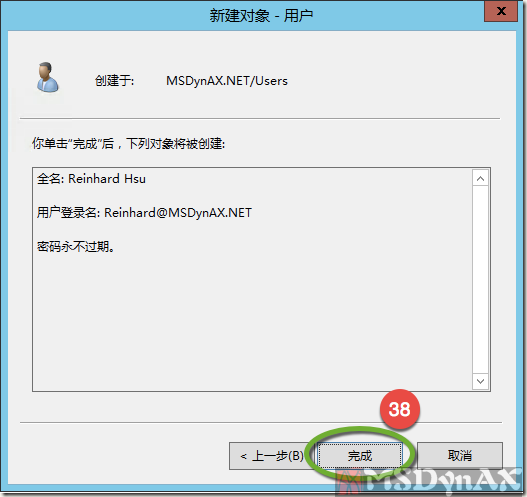 新建对象 - 用户
x
创建于: MSDynAX.NET/Users
你单击"完成"后，下列对象将被创建:
全名: Reinhard Hsu
用户登录名: Reinhard@MSDynAX.NET
密码永不过期。
38
< 上一步(B)
完成
取消
MSDynAX